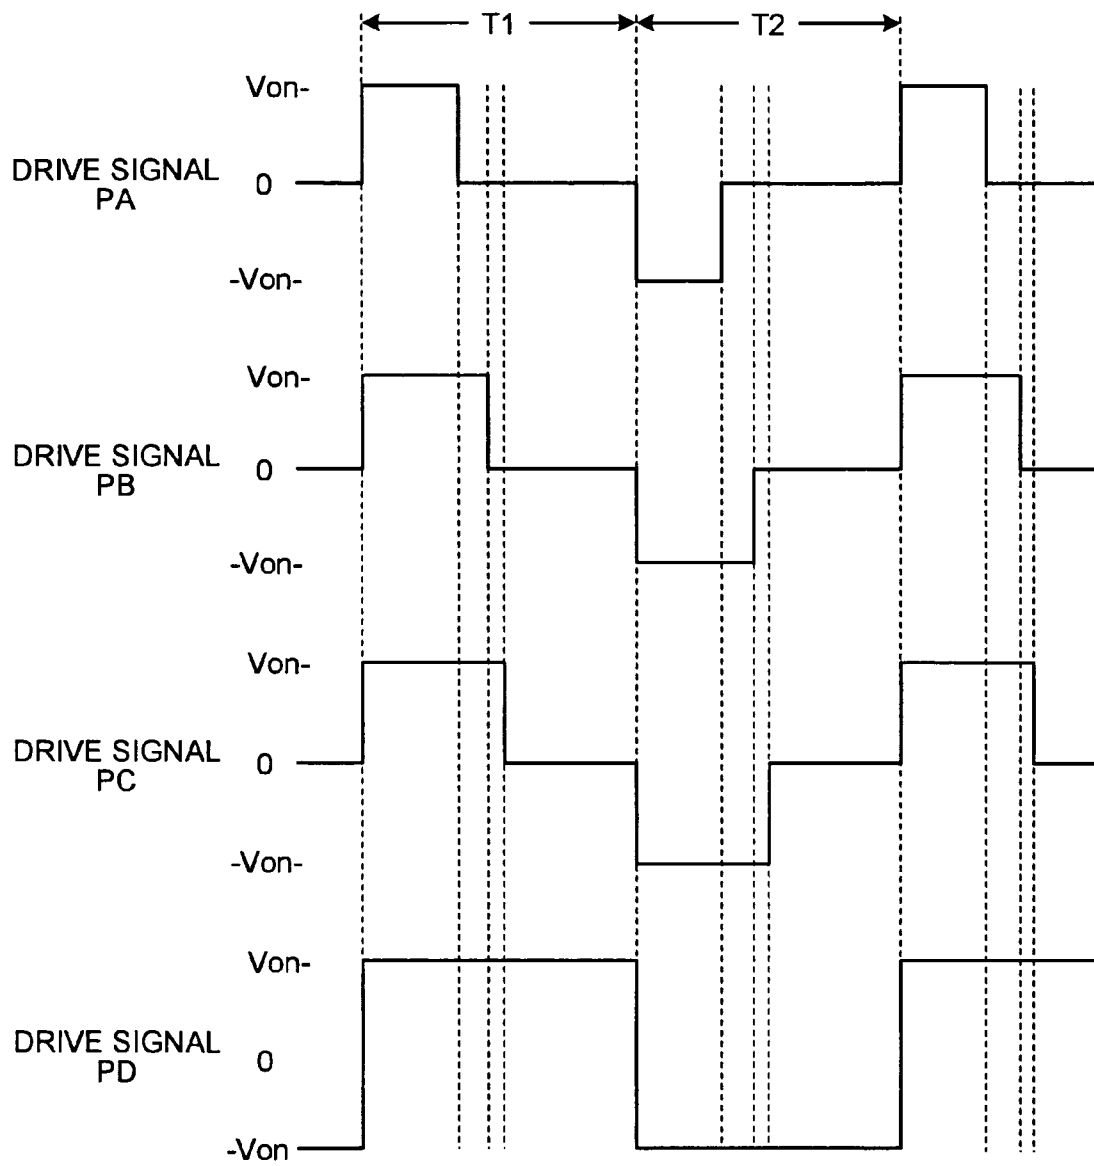 T1 T2
Von-
DRIVE SIGNAL
PA
0
-Von-
Von-
DRIVE SIGNAL
PB
0
-Von-
Von-
DRIVE SIGNAL
PC
0
-Von-
Von-
DRIVE SIGNAL
PD
0
-Von